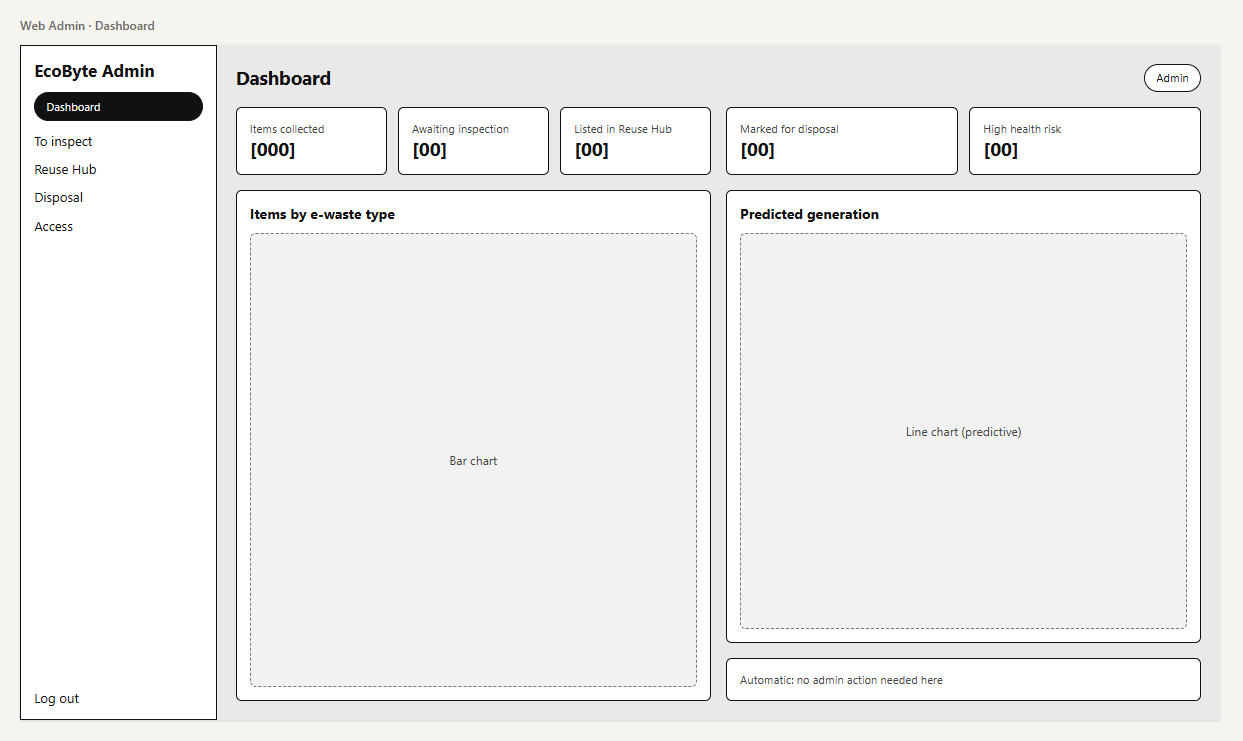 Web Admin · Dashboard
EcoByte Admin
Dashboard
To inspect
Reuse Hub
Disposal
Access
Log out
Dashboard
Admin
Items collected
[000]
Awaiting inspection
[00]
Listed in Reuse Hub
[00]
Marked for disposal
[00]
High health risk
[00]
Items by e-waste type
Bar chart
Predicted generation
Line chart (predictive)
Automatic: no admin action needed here